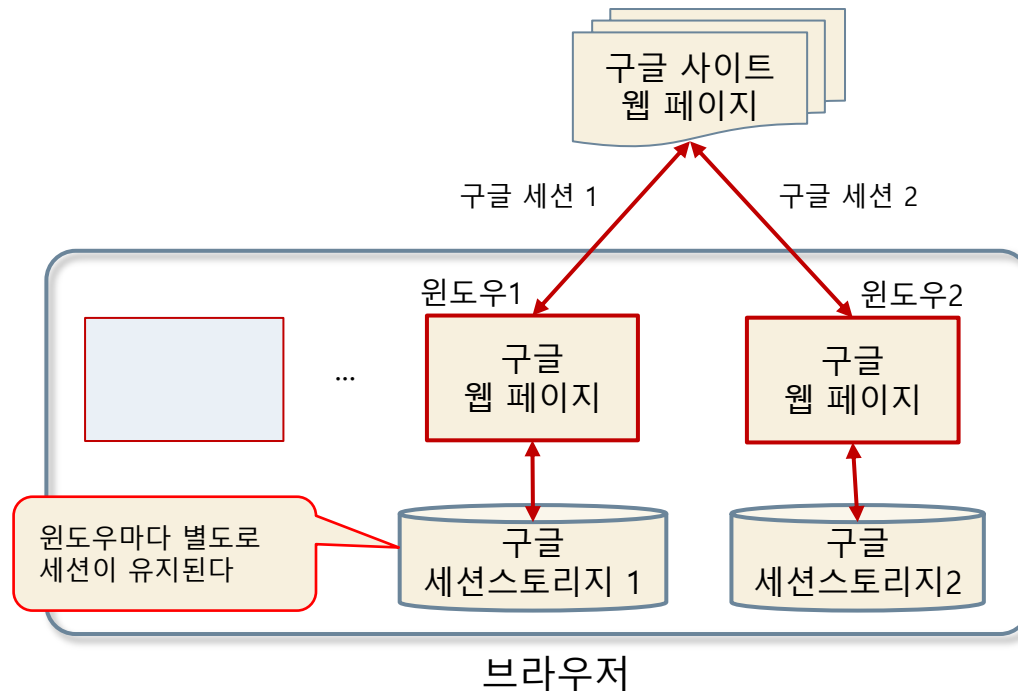 구글 사이트
웹 페이지
구글 세션 1
구글 세션 2
윈도우1
윈도우2
...
구글
웹 페이지
구글
웹 페이지
윈도우마다 별도로
세션이 유지된다
구글
세션스토리지 1
구글
세션스토리지2
브라우저